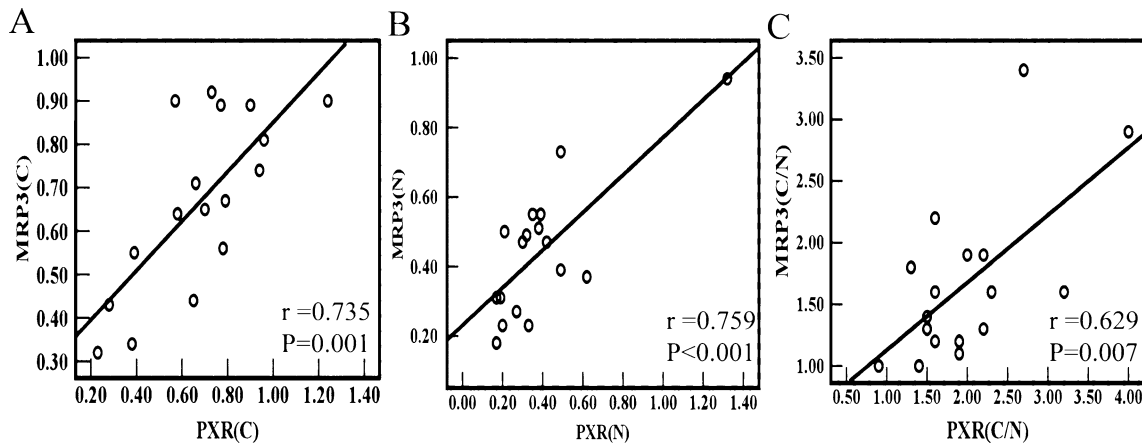 A
MRP3(C)
1.00
0.90
0.80
0.70
0.60
0.50
0.40
0.30
r =0.735
P=0.001
0.20 0.40 0.60 0.80 1.00 1.20 1.40
PXR(C)
B
MRP3(N)
1.00
0.80
0.60
0.40
0.20
r =0.759
P<0.001
0.00 0.20 0.40 0.60 0.80 1.00 1.20 1.40
PXR(N)
C
MRP3(C/N)
3.50
3.00
2.50
2.00
1.50
1.00
r =0.629
P=0.007
0.50 1.00 1.50 2.00 2.50 3.00 3.50 4.00
PXR(C/N)